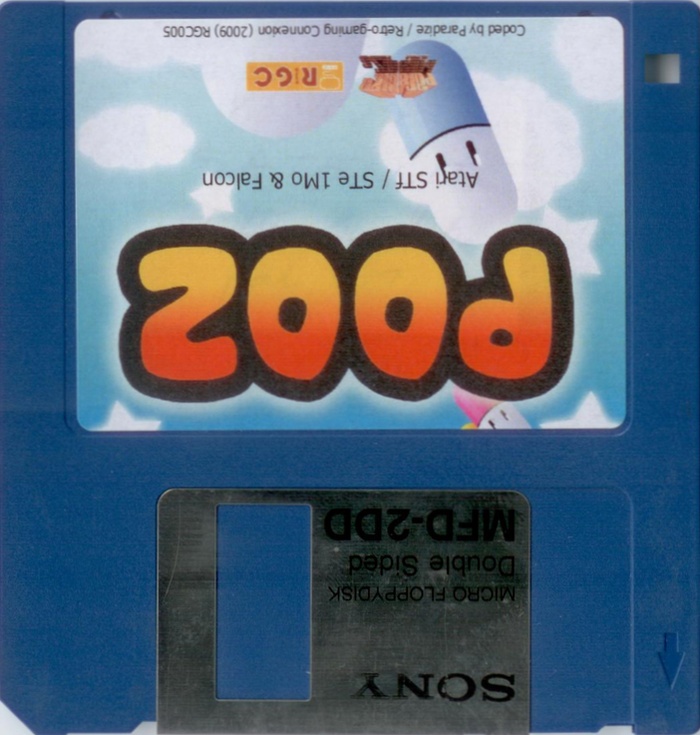 SONY
MICRO FLOPPYDISK
Double Sided
MFD-2DD
POOZ
Atari STf / STe 1Mo & Falcon
RGC
Coded by Paradize / Retro-gaming Connexion (2009) RGC005